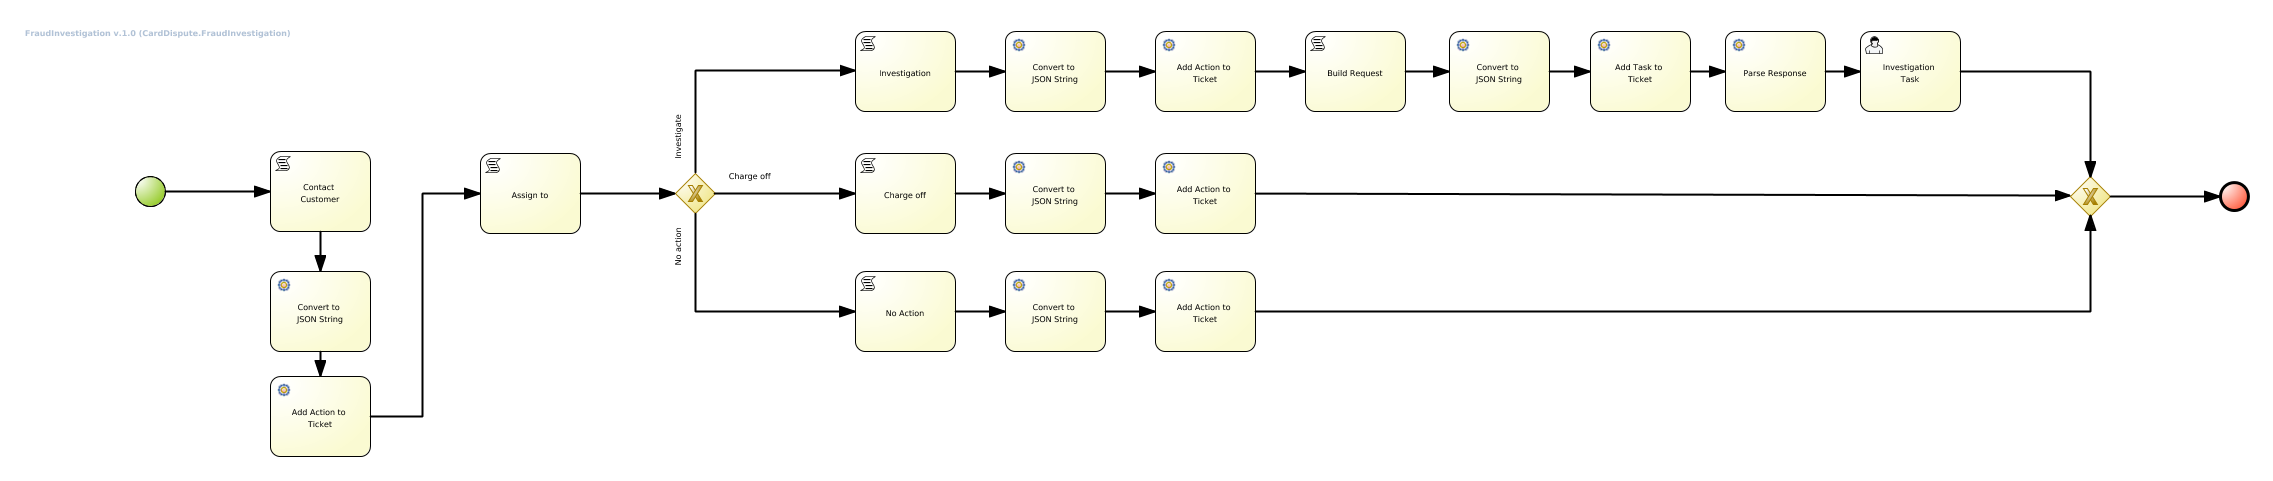 FraudInvestigation v.1.0 (CardDispute.FraudInvestigation)
Contact
Customer
Convert to
JSON String
Add Action to
Ticket
Assign to
Investigate
Charge off
No action
Investigation
Convert to
JSON String
Add Action to
Ticket
Build Request
Convert to
JSON String
Add Task to
Ticket
Parse Response
Investigation
Task
Charge off
Convert to
JSON String
Add Action to
Ticket
No Action
Convert to
JSON String
Add Action to
Ticket